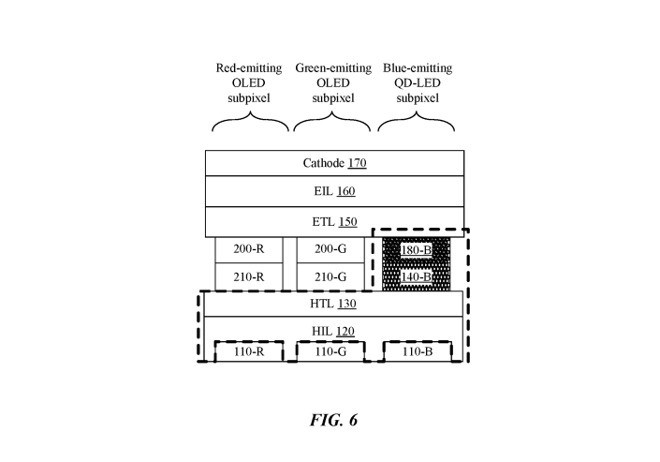 Red-emitting
OLED
subpixel
Green-emitting
OLED
subpixel
Blue-emitting
QD-LED
subpixel
Cathode 170
EIL 160
ETL 150
200-R
200-G
180-B
210-R
210-G
140-B
HTL 130
HIL 120
110-R
110-G
110-B
FIG. 6